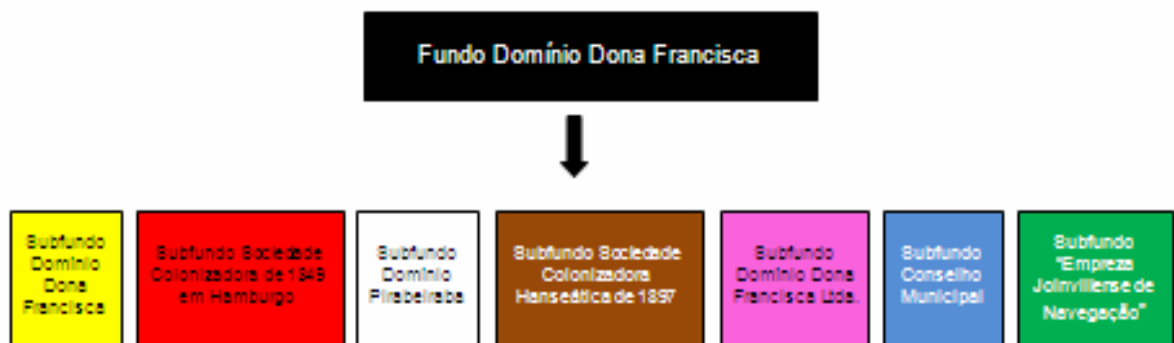 Fundo Domínio Dona Francisca
Subfundo
Domínio
Dona
Francisca
Subfundo Sociedade
Colonizadora de 1849
em Hamburgo
Subfundo
Domínio
Pirabeiraba
Subfundo Sociedade
Colonizadora
Hanseática de 1897
Subfundo
Domínio Dona
Francisca Ltda.
Subfundo
Conselho
Municipal
Subfundo
"Empreza
Joinvillense de
Navegação"